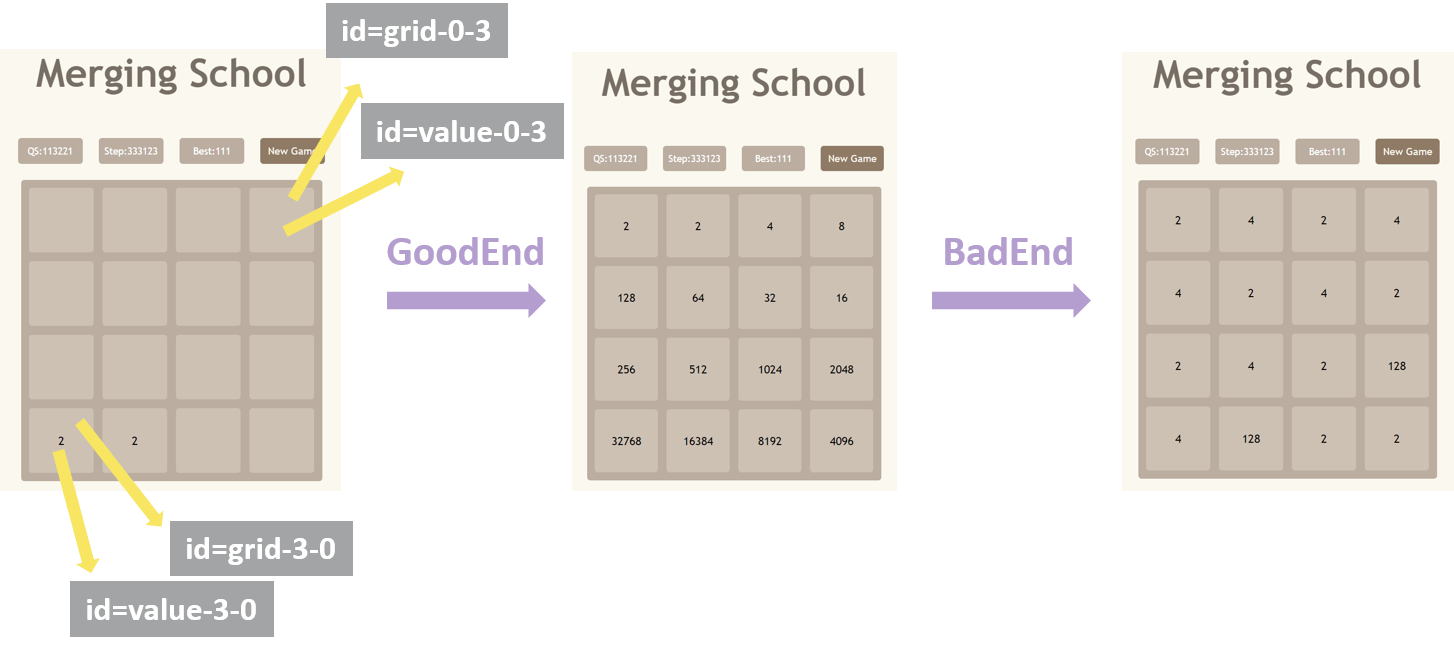 id=grid-0-3
id=value-0-3
Merging School
QS:113221 Step:333123 Best:111 New Game
2 2
id=grid-3-0
id=value-3-0
GoodEnd
Merging School
QS:113221 Step:333123 Best:111 New Game
2 2 4 8
128 64 32 16
256 512 1024 2048
32768 16384 8192 4096
BadEnd
Merging School
QS:113221 Step:333123 Best:111 New Game
2 4 2 4
4 2 4 2
2 4 2 128
4 128 2 2